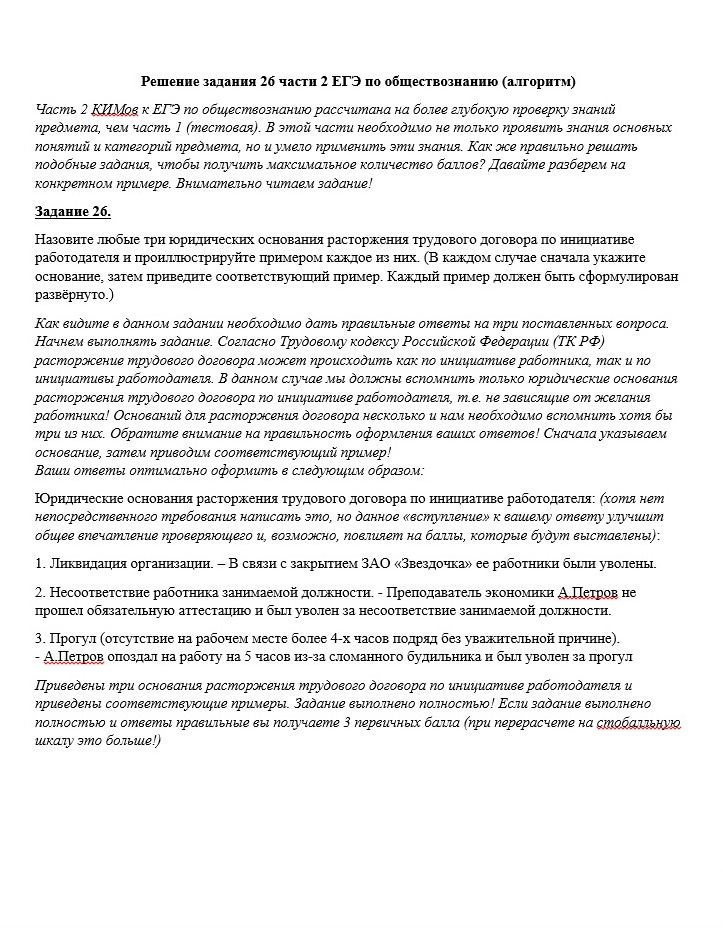 Решение задания 26 части 2 ЕГЭ по обществознанию (алгоритм)
Часть 2 КИМов к ЕГЭ по обществознанию рассчитана на более глубокую проверку знаний
предмета, чем часть 1 (тестовая). В этой части необходимо не только проявить знания основных
понятий и категорий предмета, но и умело применить эти знания. Как же правильно решать
подобные задания, чтобы получить максимальное количество баллов? Давайте разберем на
конкретном примере. Внимательно читаем задание!
Задание 26.
Назовите любые три юридических основания расторжения трудового договора по инициативе
работодателя и проиллюстрируйте примером каждое из них. (В каждом случае сначала укажите
основание, затем приведите соответствующий пример. Каждый пример должен быть сформулирован
развёрнуто.)
Как видите в данном задании необходимо дать правильные ответы на три поставленных вопроса.
Начнем выполнять задание. Согласно Трудовому кодексу Российской Федерации (ТК РФ)
расторжение трудового договора может происходить как по инициативе работника, так и по
инициативы работодателя. В данном случае мы должны вспомнить только юридические основания
расторжения трудового договора по инициативе работодателя, т.е. не зависящие от желания
работника! Оснований для расторжения договора несколько и нам необходимо вспомнить хотя бы
три из них. Обратите внимание на правильность оформления ваших ответов! Сначала указываем
основание, затем приводим соответствующий пример!
Ваши ответы оптимально оформить в следующим образом:
Юридические основания расторжения трудового договора по инициативе работодателя: (хотя нет
непосредственного требования написать это, но данное «вступление» к вашему ответу улучшит
общее впечатление проверяющего и, возможно, повлияет на баллы, которые будут выставлены):
1. Ликвидация организации. – В связи с закрытием ЗАО «Звездочка» ее работники были уволены.
2. Несоответствие работника занимаемой должности. - Преподаватель экономики А.Петров не
прошел обязательную аттестацию и был уволен за несоответствие занимаемой должности.
3. Прогул (отсутствие на рабочем месте более 4-х часов подряд без уважительной причине).
- А.Петров опоздал на работу на 5 часов из-за сломанного будильника и был уволен за прогул
Приведены три основания расторжения трудового договора по инициативе работодателя и
приведены соответствующие примеры. Задание выполнено полностью! Если задание выполнено
полностью и ответы правильные вы получаете 3 первичных балла (при перерасчете на стобалльную
шкалу это больше!)